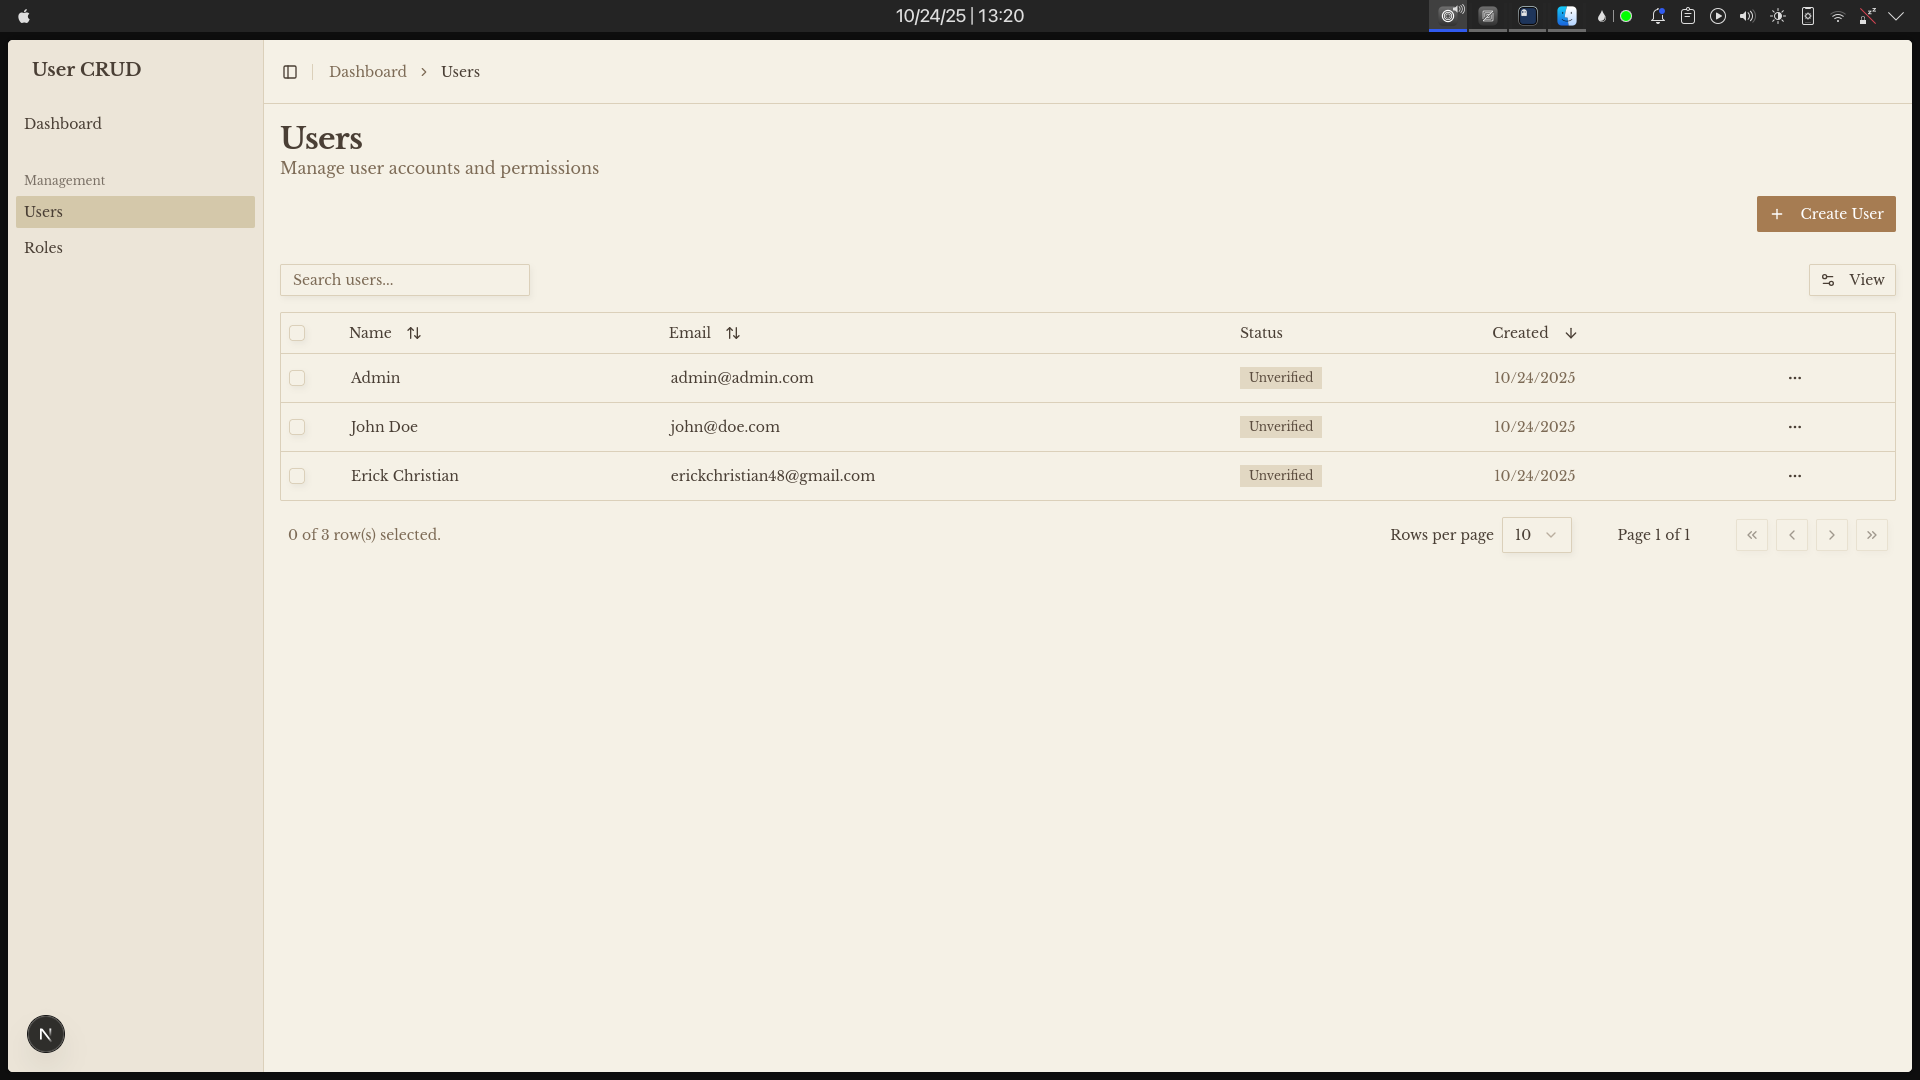 10/24/25 | 13:20
User CRUD
Dashboard
Management
Users
Roles
Dashboard > Users
Users
Manage user accounts and permissions
+ Create User
Search users...
View
Name Email Status Created
Admin admin@admin.com Unverified 10/24/2025 ...
John Doe john@doe.com Unverified 10/24/2025 ...
Erick Christian erickchristian48@gmail.com Unverified 10/24/2025 ...
0 of 3 row(s) selected. Rows per page 10 Page 1 of 1
N